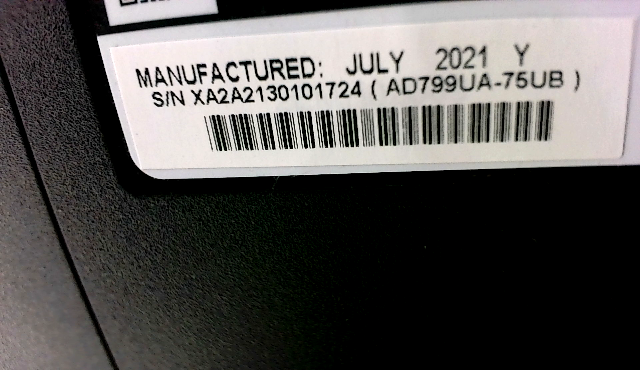 MANUFACTURED: JULY 2021 Y
S/N XA2A2130101724 ( AD799UA-75UB )